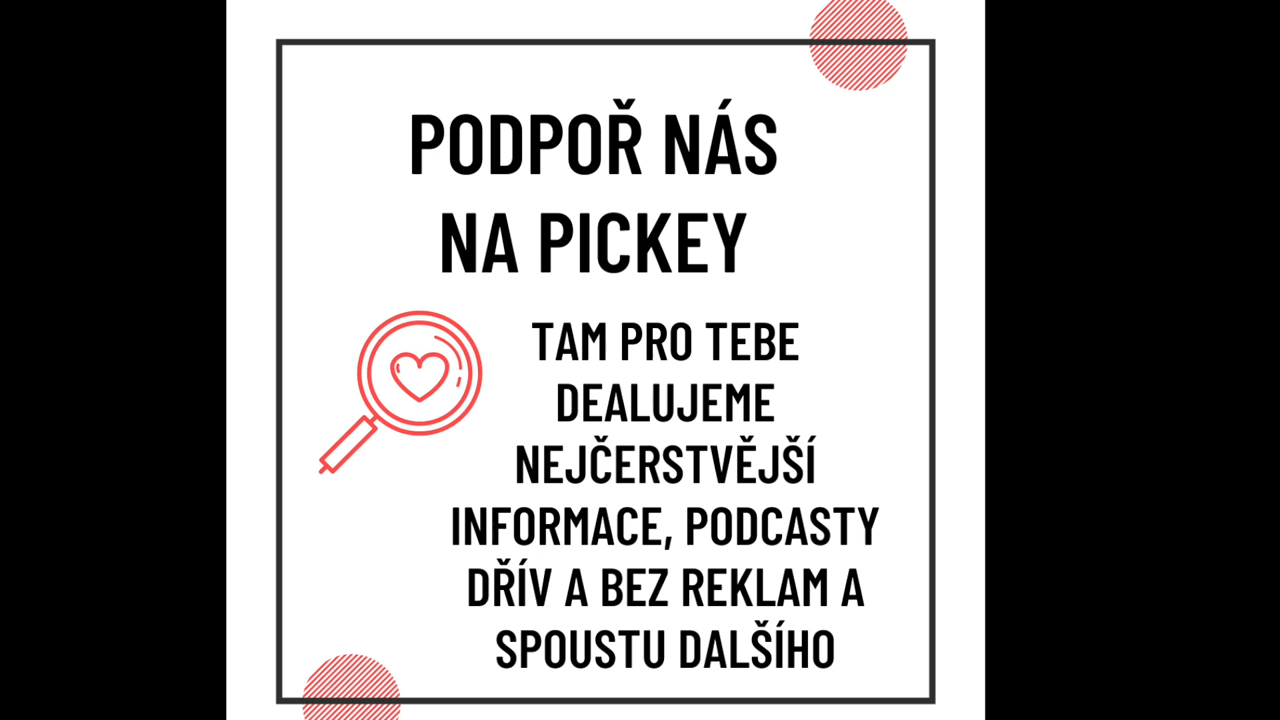 PODPOŘ NÁS
NA PICKEY
TAM PRO TEBE
DEALUJEME
NEJČERSTVĚJŠÍ
INFORMACE, PODCASTY
DŘÍV A BEZ REKLAM A
SPOUSTU DALŠÍHO